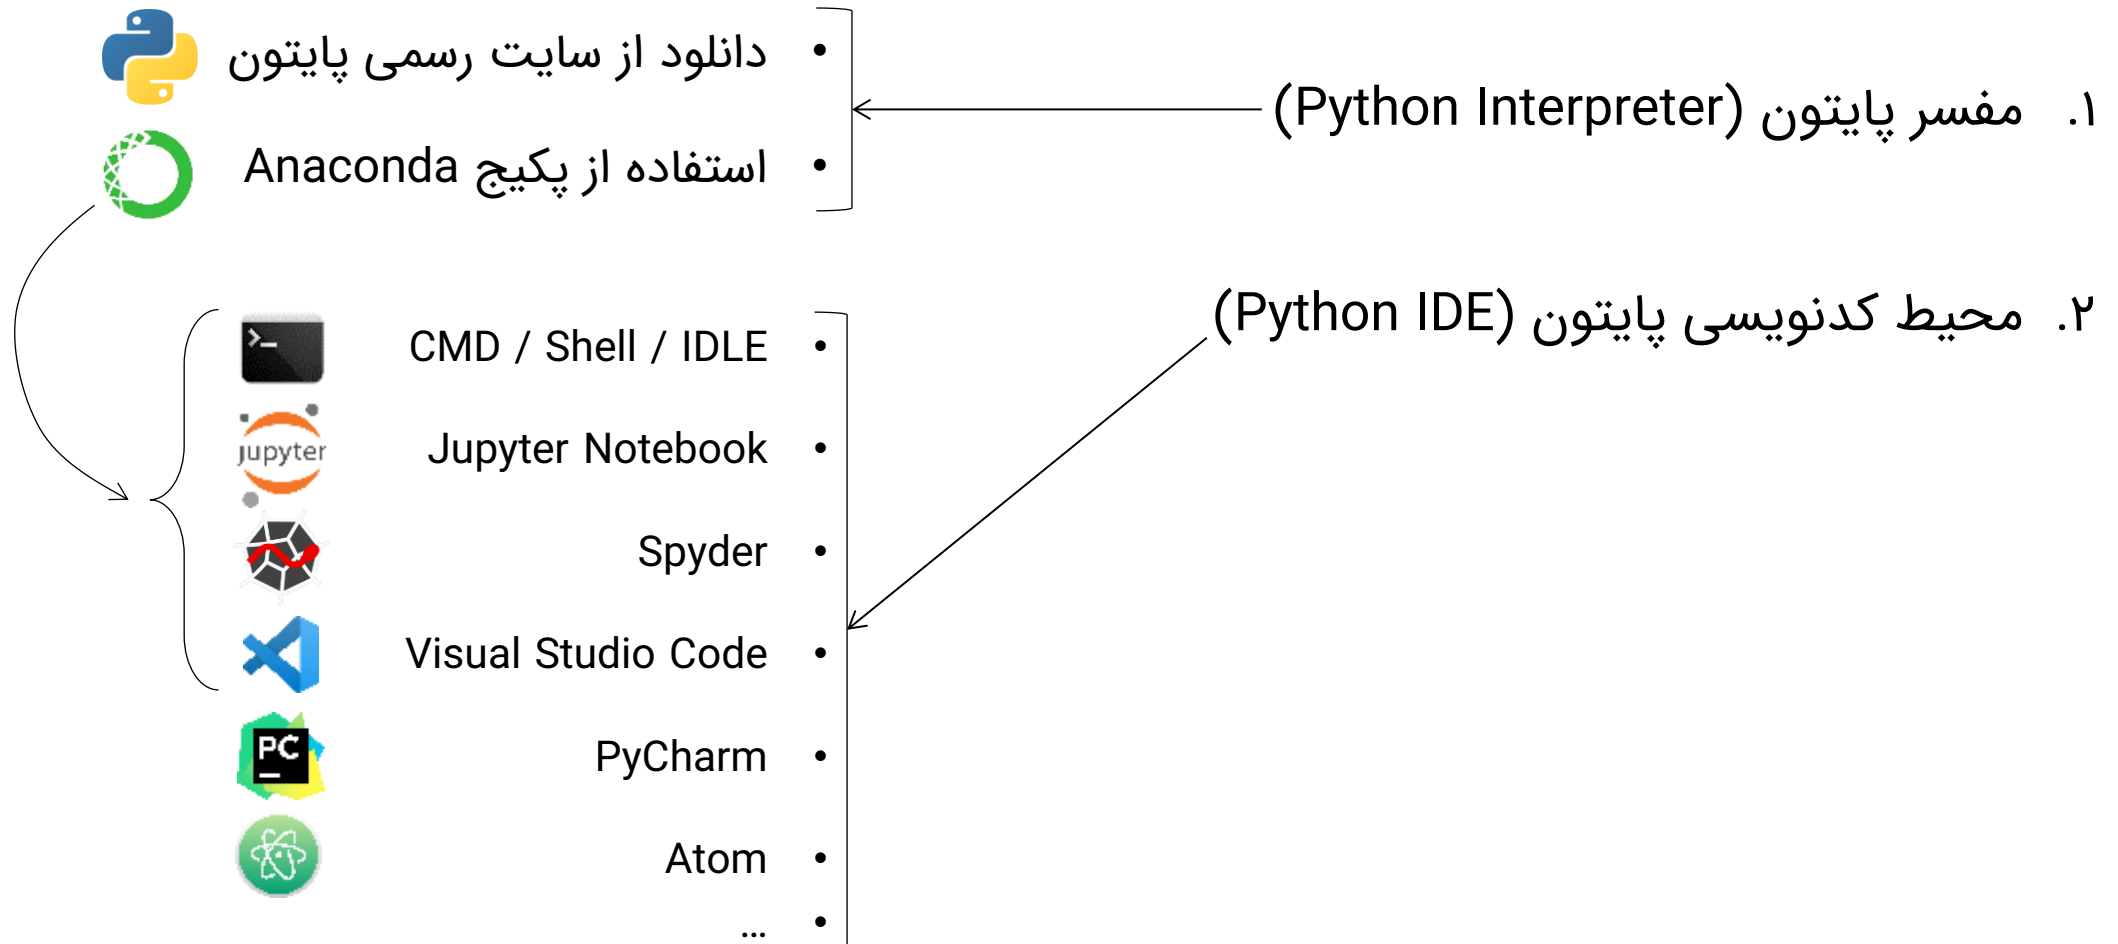 ۱. مفسر پایتون (Python Interpreter)
• دانلود از سایت رسمی پایتون
• استفاده از پکیج Anaconda
۲. محیط کدنویسی پایتون (Python IDE)
• CMD / Shell / IDLE
• Jupyter Notebook
jupyter
• Spyder
• Visual Studio Code
• PyCharm
PC
• Atom
• ...